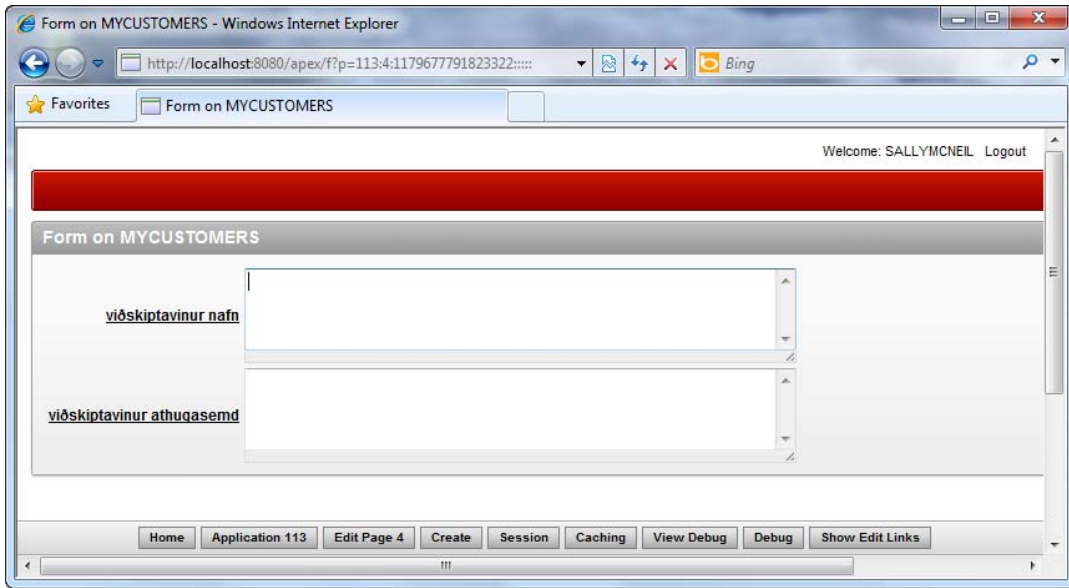 Form on MYCUSTOMERS - Windows Internet Explorer
http://localhost:8080/apex/f?p=113:4:1179677791823322:::::
Bing
Favorites
Form on MYCUSTOMERS
Welcome: SALLYMCNEIL Logout
Form on MYCUSTOMERS
viðskiptavinur nafn
viðskiptavinur athugasemd
Home Application 113 Edit Page 4 Create Session Caching View Debug Debug Show Edit Links